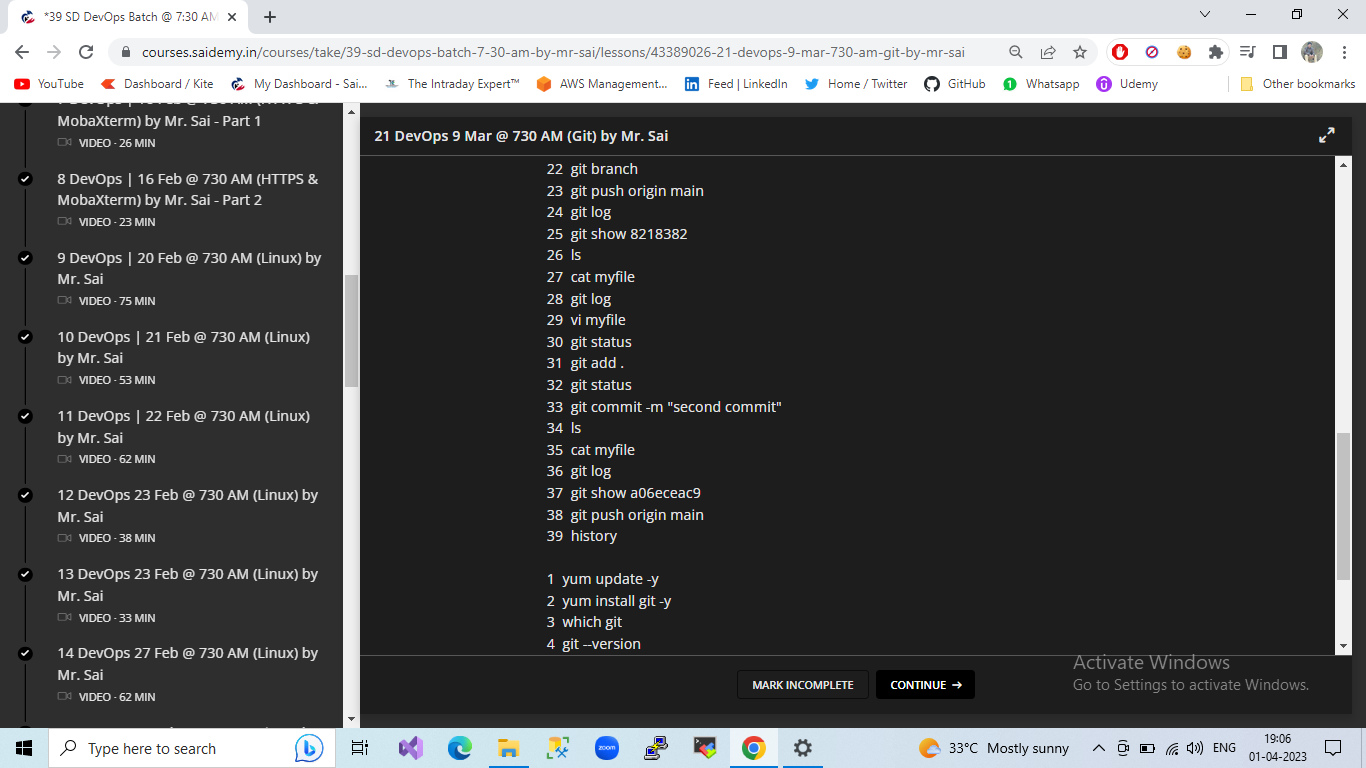 *39 SD DevOps Batch @ 7:30 AM
courses.saidemy.in/courses/take/39-sd-devops-batch-7-30-am-by-mr-sai/lessons/43389026-21-devops-9-mar-730-am-git-by-mr-sai
YouTube
Dashboard / Kite
My Dashboard - Sai...
The Intraday Expert™
AWS Management...
Feed | LinkedIn
Home / Twitter
GitHub
Whatsapp
Udemy
Other bookmarks
MobaXterm) by Mr. Sai - Part 1
VIDEO · 26 MIN
8 DevOps | 16 Feb @ 730 AM (HTTPS &
MobaXterm) by Mr. Sai - Part 2
VIDEO · 23 MIN
9 DevOps | 20 Feb @ 730 AM (Linux) by
Mr. Sai
VIDEO · 75 MIN
10 DevOps | 21 Feb @ 730 AM (Linux)
by Mr. Sai
VIDEO · 53 MIN
11 DevOps | 22 Feb @ 730 AM (Linux)
by Mr. Sai
VIDEO · 62 MIN
12 DevOps 23 Feb @ 730 AM (Linux) by
Mr. Sai
VIDEO · 38 MIN
13 DevOps 23 Feb @ 730 AM (Linux) by
Mr. Sai
VIDEO · 33 MIN
14 DevOps 27 Feb @ 730 AM (Linux) by
Mr. Sai
VIDEO · 62 MIN
21 DevOps 9 Mar @ 730 AM (Git) by Mr. Sai
22 git branch
23 git push origin main
24 git log
25 git show 8218382
26 ls
27 cat myfile
28 git log
29 vi myfile
30 git status
31 git add .
32 git status
33 git commit -m "second commit"
34 ls
35 cat myfile
36 git log
37 git show a06eceac9
38 git push origin main
39 history
1 yum update -y
2 yum install git -y
3 which git
4 git --version
MARK INCOMPLETE
CONTINUE →
Activate Windows
Go to Settings to activate Windows.
Type here to search
zoom
33°C Mostly sunny
ENG
19:06
01-04-2023